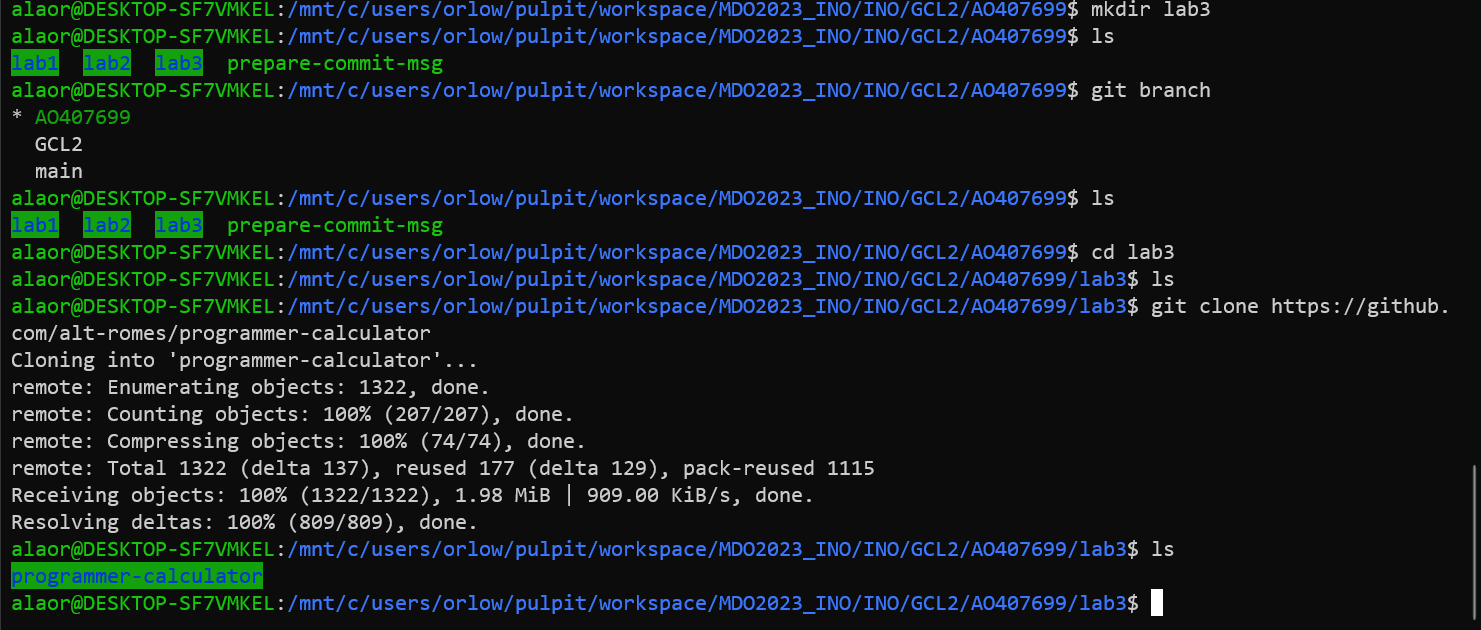 alaor@DESKTOP-SF7VMKEL:/mnt/c/users/orlow/pulpit/workspace/MDO2023_INO/INO/GCL2/AO407699$ mkdir lab3
alaor@DESKTOP-SF7VMKEL:/mnt/c/users/orlow/pulpit/workspace/MDO2023_INO/INO/GCL2/AO407699$ ls
lab1  lab2  lab3  prepare-commit-msg
alaor@DESKTOP-SF7VMKEL:/mnt/c/users/orlow/pulpit/workspace/MDO2023_INO/INO/GCL2/AO407699$ git branch
* AO407699
  GCL2
  main
alaor@DESKTOP-SF7VMKEL:/mnt/c/users/orlow/pulpit/workspace/MDO2023_INO/INO/GCL2/AO407699$ ls
lab1  lab2  lab3  prepare-commit-msg
alaor@DESKTOP-SF7VMKEL:/mnt/c/users/orlow/pulpit/workspace/MDO2023_INO/INO/GCL2/AO407699$ cd lab3
alaor@DESKTOP-SF7VMKEL:/mnt/c/users/orlow/pulpit/workspace/MDO2023_INO/INO/GCL2/AO407699/lab3$ ls
alaor@DESKTOP-SF7VMKEL:/mnt/c/users/orlow/pulpit/workspace/MDO2023_INO/INO/GCL2/AO407699/lab3$ git clone https://github.
com/alt-romes/programmer-calculator
Cloning into 'programmer-calculator'...
remote: Enumerating objects: 1322, done.
remote: Counting objects: 100% (207/207), done.
remote: Compressing objects: 100% (74/74), done.
remote: Total 1322 (delta 137), reused 177 (delta 129), pack-reused 1115
Receiving objects: 100% (1322/1322), 1.98 MiB | 909.00 KiB/s, done.
Resolving deltas: 100% (809/809), done.
alaor@DESKTOP-SF7VMKEL:/mnt/c/users/orlow/pulpit/workspace/MDO2023_INO/INO/GCL2/AO407699/lab3$ ls
programmer-calculator
alaor@DESKTOP-SF7VMKEL:/mnt/c/users/orlow/pulpit/workspace/MDO2023_INO/INO/GCL2/AO407699/lab3$